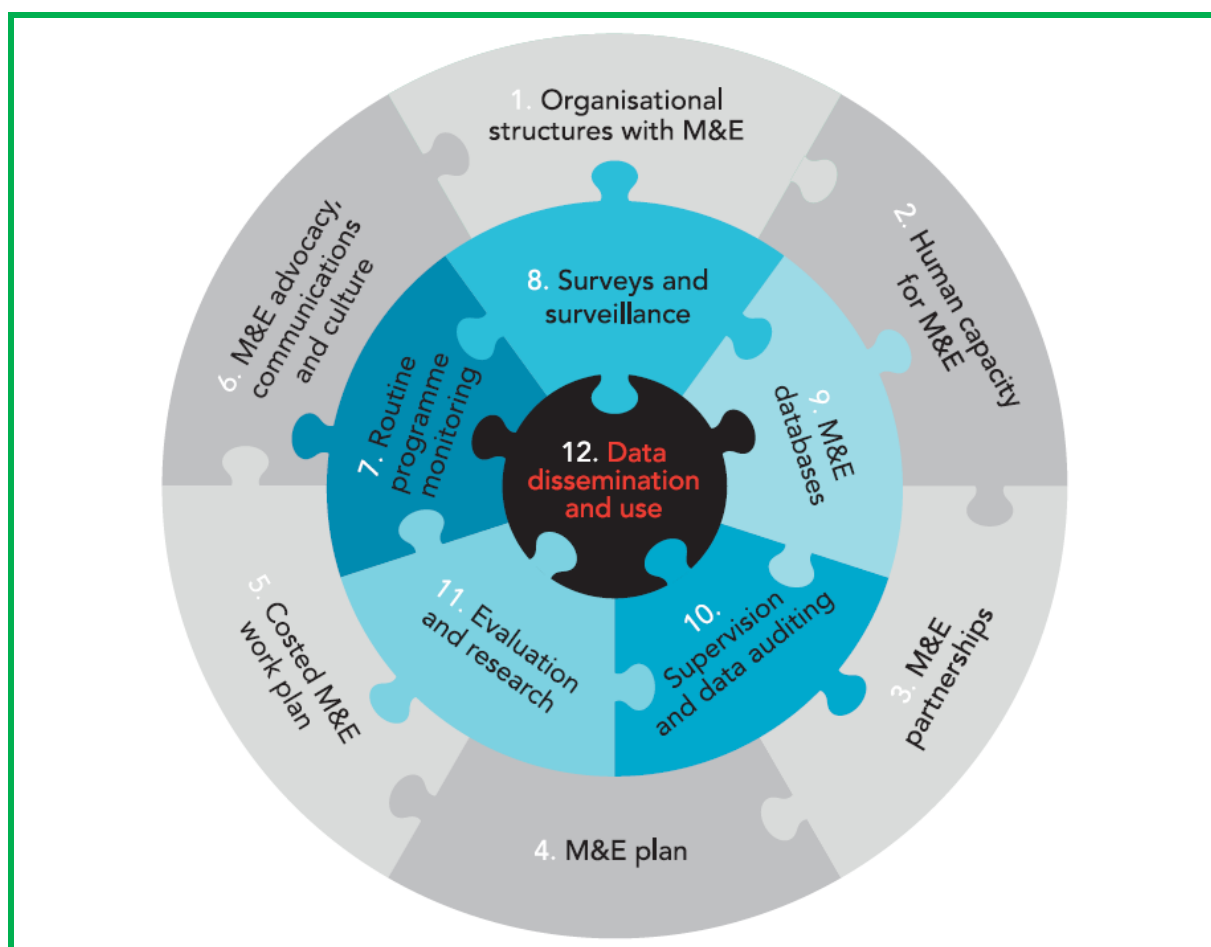 1. Organisational
structures with M&E
2. Human capacity
for M&E
3. M&E
partnerships
4. M&E plan
5. Costed M&E
work plan
6. M&E advocacy,
communications
and culture
7. Routine
programme
monitoring
8. Surveys and
surveillance
9. M&E
databases
10.
Supervision
and data auditing
11. Evaluation
and research
12. Data
dissemination
and use